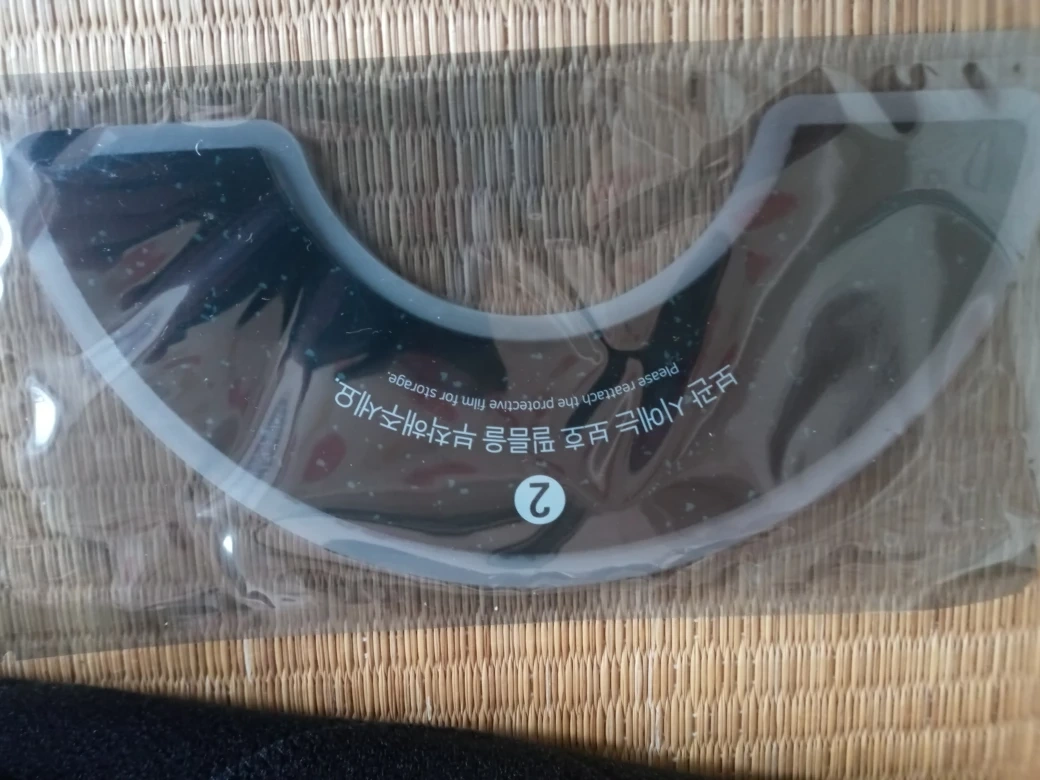 보관 시에는 보호 필름을 부착해주세요.
Please reattach the protective film for storage.
2